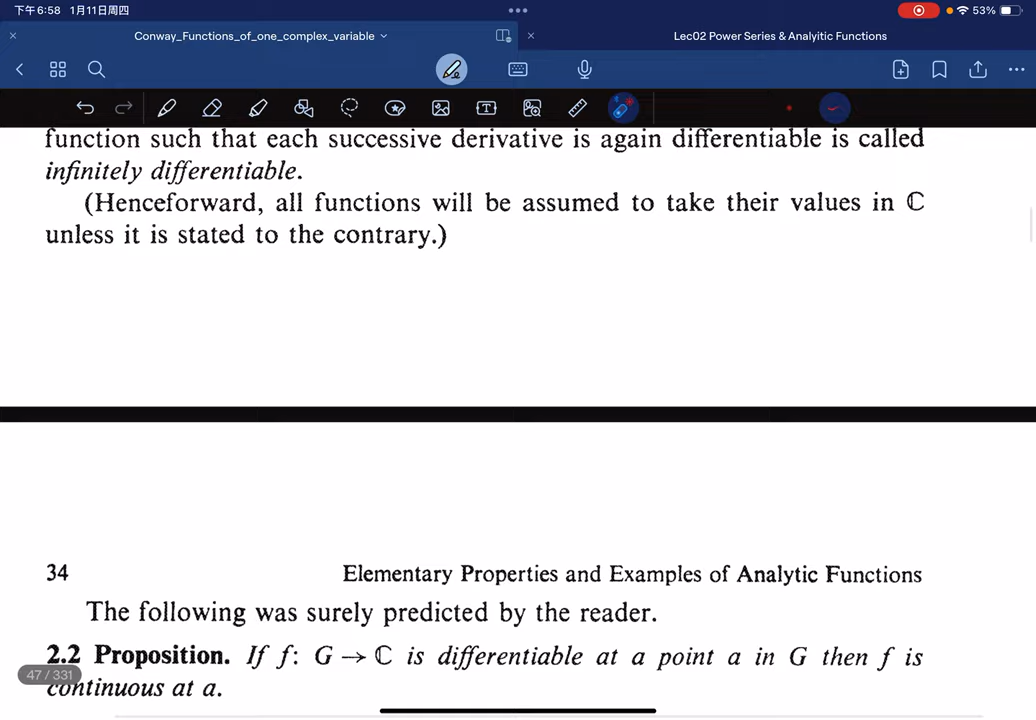 下午6:58 1月11日周四
53%
Conway_Functions_of_one_complex_variable
Lec02 Power Series & Analyitic Functions
function such that each successive derivative is again differentiable is called
infinitely differentiable.
(Henceforward, all functions will be assumed to take their values in ℂ
unless it is stated to the contrary.)
34 Elementary Properties and Examples of Analytic Functions
The following was surely predicted by the reader.
2.2 Proposition. If f: G → ℂ is differentiable at a point a in G then f is
47 / 331
continuous at a.